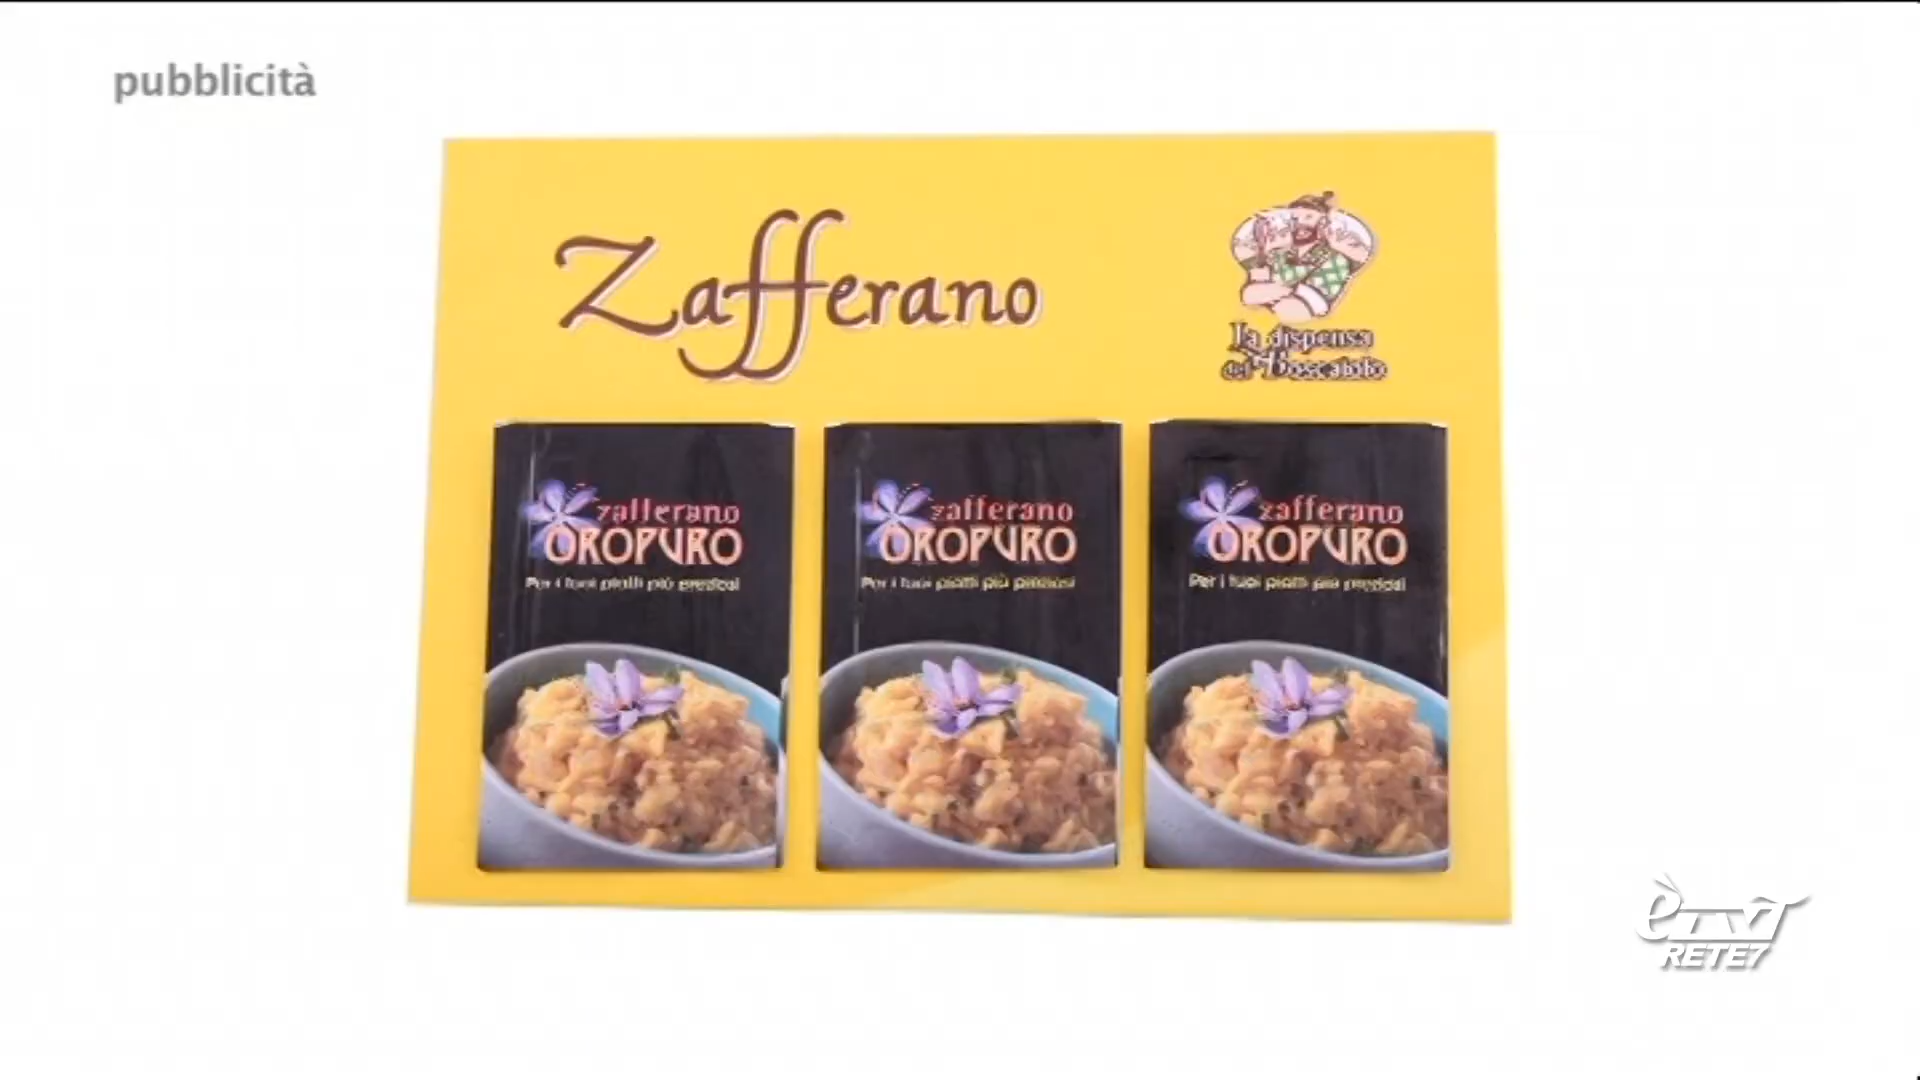 pubblicità
Zafferano
la dispensa
del Boscaiolo
zafferano
OROPURO
Per i tuoi piatti più preziosi
zafferano
OROPURO
Per i tuoi piatti più preziosi
zafferano
OROPURO
Per i tuoi piatti più preziosi
èTV
RETE7